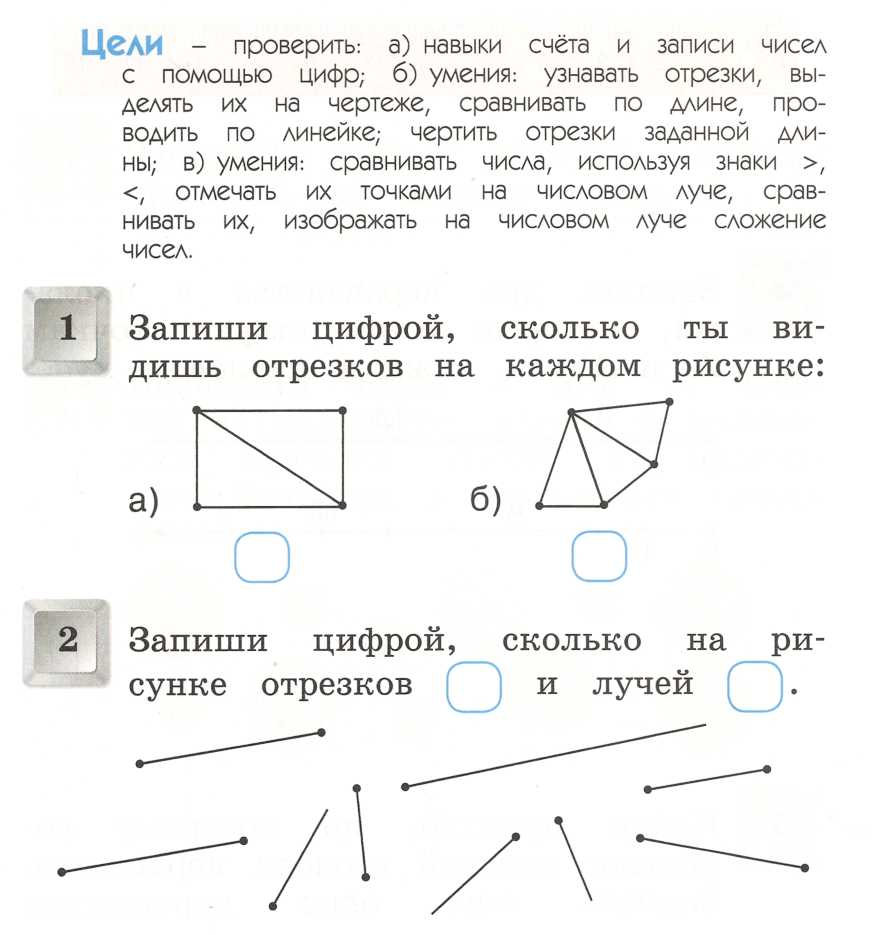 Цели – проверить: а) навыки счёта и записи чисел
с помощью цифр; б) умения: узнавать отрезки, вы-
делять их на чертеже, сравнивать по длине, про-
водить по линейке; чертить отрезки заданной дли-
ны; в) умения: сравнивать числа, используя знаки >,
<, отмечать их точками на числовом луче, срав-
нивать их, изображать на числовом луче сложение
чисел.
1 Запиши цифрой, сколько ты ви-
дишь отрезков на каждом рисунке:
а) б)
2 Запиши цифрой, сколько на ри-
сунке отрезков и лучей .